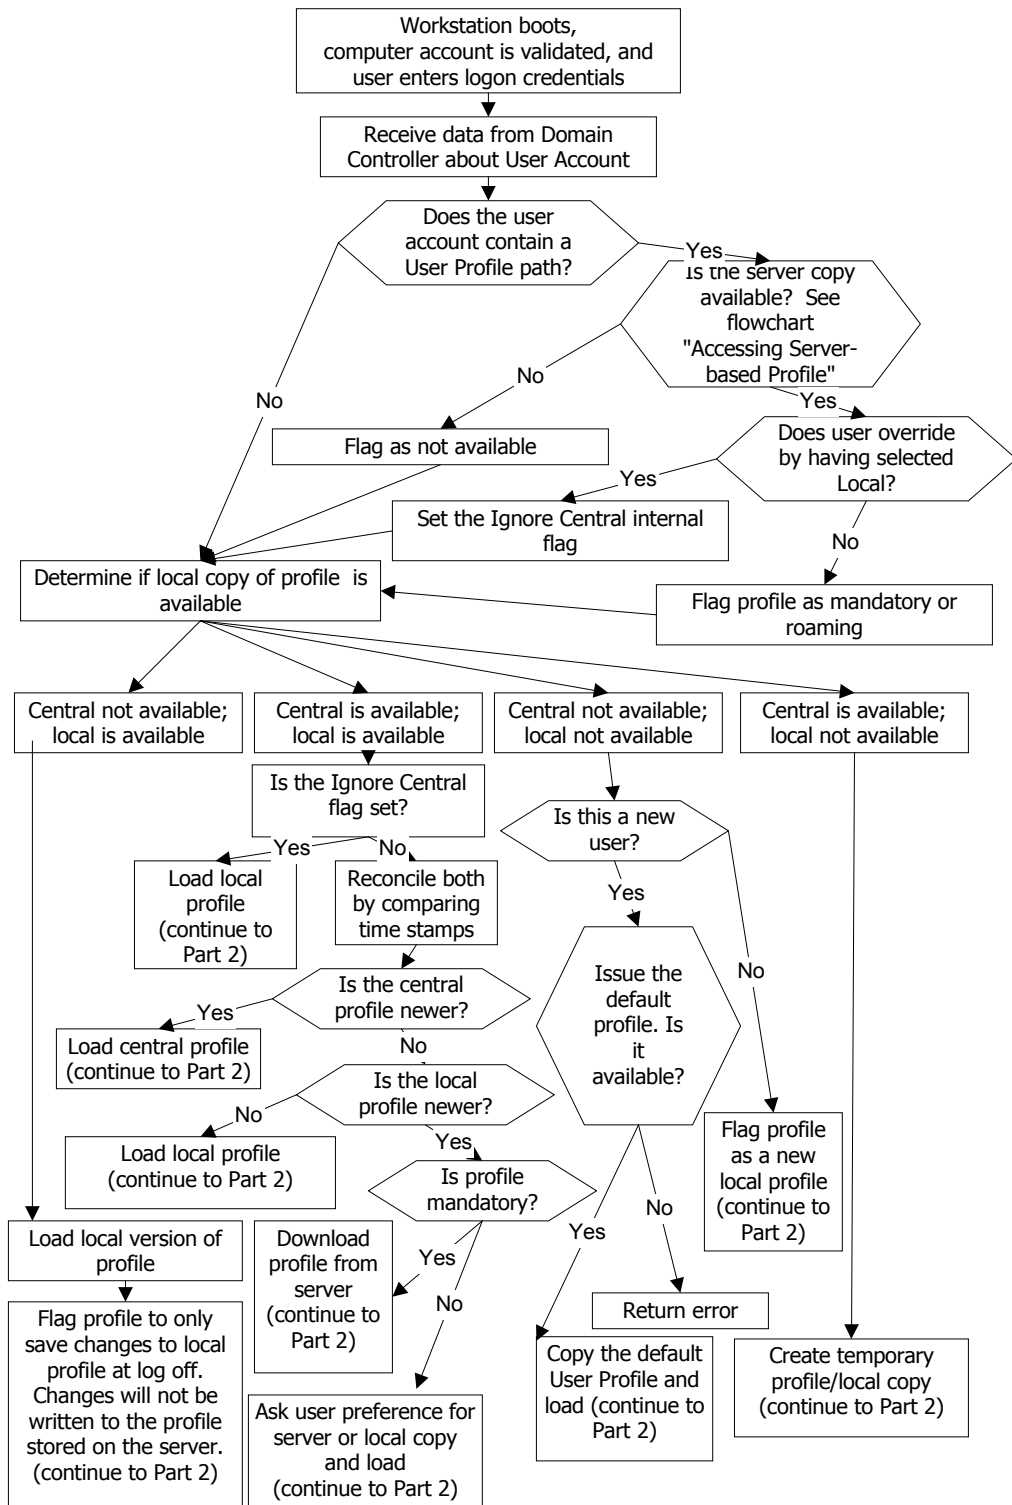 Workstation boots,
computer account is validated, and
user enters logon credentials
Receive data from Domain
Controller about User Account
Does the user
account contain a
User Profile path?
Yes
Is the server copy
available? See
flowchart
"Accessing Server-
based Profile"
No
No
Yes
Flag as not available
Does user override
by having selected
Local?
Yes
Set the Ignore Central internal
flag
No
Determine if local copy of profile is
available
Flag profile as mandatory or
roaming
Central not available;
local is available
Central is available;
local is available
Central not available;
local not available
Central is available;
local not available
Is the Ignore Central
flag set?
Is this a new
user?
Yes
No
Load local
profile
(continue to
Part 2)
Reconcile both
by comparing
time stamps
Yes
No
Is the central
profile newer?
Issue the
default
profile. Is
it
available?
Yes
Load central profile
(continue to Part 2)
No
Is the local
profile newer?
No
Load local profile
(continue to Part 2)
Yes
Is profile
mandatory?
Flag profile
as a new
local profile
(continue to
Part 2)
Load local version of
profile
Download
profile from
server
(continue to
Part 2)
Yes
No
Yes
No
Return error
Flag profile to only
save changes to local
profile at log off.
Changes will not be
written to the profile
stored on the server.
(continue to Part 2)
Ask user preference for
server or local copy
and load
(continue to Part 2)
Copy the default
User Profile and
load (continue to
Part 2)
Create temporary
profile/local copy
(continue to Part 2)